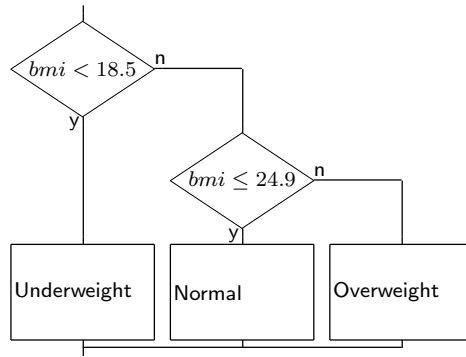 bmi < 18.5
n
y
bmi ≤ 24.9
n
y
Underweight
Normal
Overweight